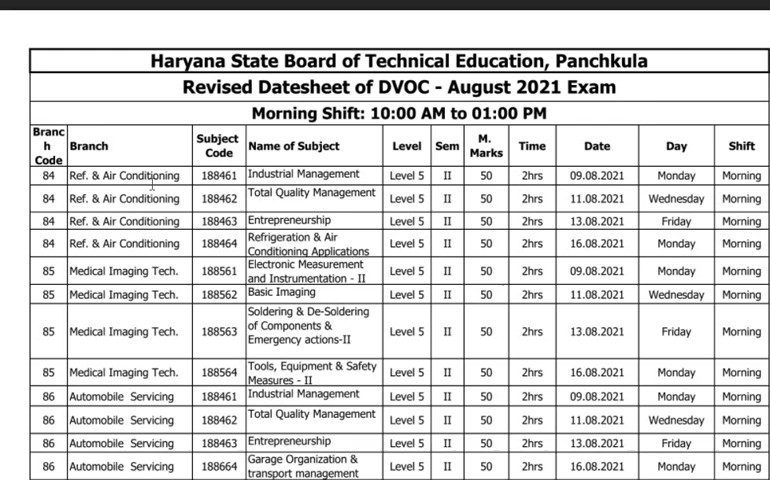 Haryana State Board of Technical Education, Panchkula
Revised Datesheet of DVOC - August 2021 Exam
Morning Shift: 10:00 AM to 01:00 PM
Branc h Code Branch Subject Code Name of Subject Level Sem M. Marks Time Date Day Shift
84 Ref. & Air Conditioning 188461 Industrial Management Level 5 II 50 2hrs 09.08.2021 Monday Morning
84 Ref. & Air Conditioning 188462 Total Quality Management Level 5 II 50 2hrs 11.08.2021 Wednesday Morning
84 Ref. & Air Conditioning 188463 Entrepreneurship Level 5 II 50 2hrs 13.08.2021 Friday Morning
84 Ref. & Air Conditioning 188464 Refrigeration & Air Conditioning Applications Level 5 II 50 2hrs 16.08.2021 Monday Morning
85 Medical Imaging Tech. 188561 Electronic Measurement and Instrumentation - II Level 5 II 50 2hrs 09.08.2021 Monday Morning
85 Medical Imaging Tech. 188562 Basic Imaging Level 5 II 50 2hrs 11.08.2021 Wednesday Morning
85 Medical Imaging Tech. 188563 Soldering & De-Soldering of Components & Emergency actions-II Level 5 II 50 2hrs 13.08.2021 Friday Morning
85 Medical Imaging Tech. 188564 Tools, Equipment & Safety Measures - II Level 5 II 50 2hrs 16.08.2021 Monday Morning
86 Automobile Servicing 188461 Industrial Management Level 5 II 50 2hrs 09.08.2021 Monday Morning
86 Automobile Servicing 188462 Total Quality Management Level 5 II 50 2hrs 11.08.2021 Wednesday Morning
86 Automobile Servicing 188463 Entrepreneurship Level 5 II 50 2hrs 13.08.2021 Friday Morning
86 Automobile Servicing 188664 Garage Organization & transport management Level 5 II 50 2hrs 16.08.2021 Monday Morning